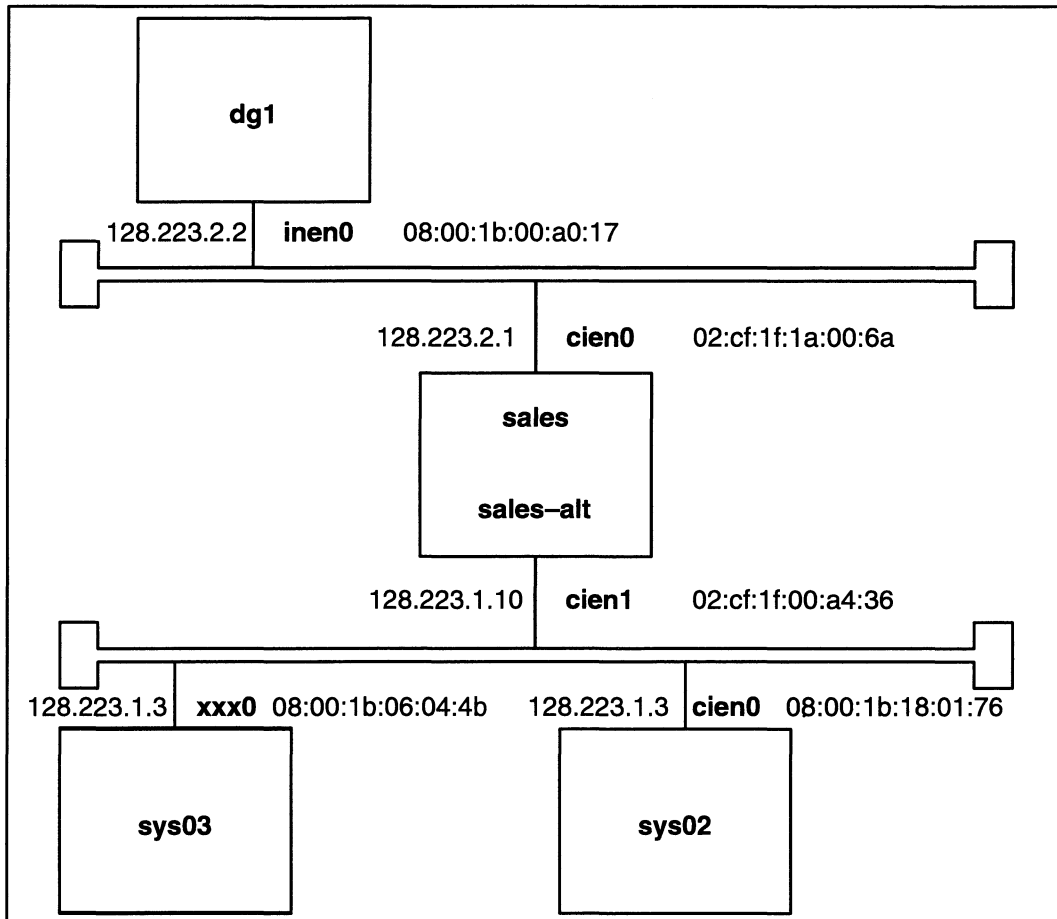 dg1
128.223.2.2 inen0 08:00:1b:00:a0:17
128.223.2.1 cien0 02:cf:1f:1a:00:6a
sales
sales–alt
128.223.1.10 cien1 02:cf:1f:00:a4:36
128.223.1.3 xxx0 08:00:1b:06:04:4b 128.223.1.3 cien0 08:00:1b:18:01:76
sys03 sys02